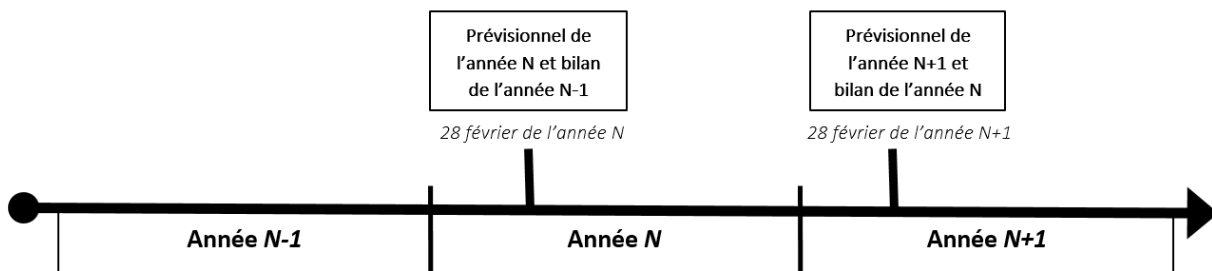 Prévisionnel de
l’année N et bilan
de l’année N-1
28 février de l’année N
Prévisionnel de
l’année N+1 et
bilan de l’année N
28 février de l’année N+1
Année N-1
Année N
Année N+1